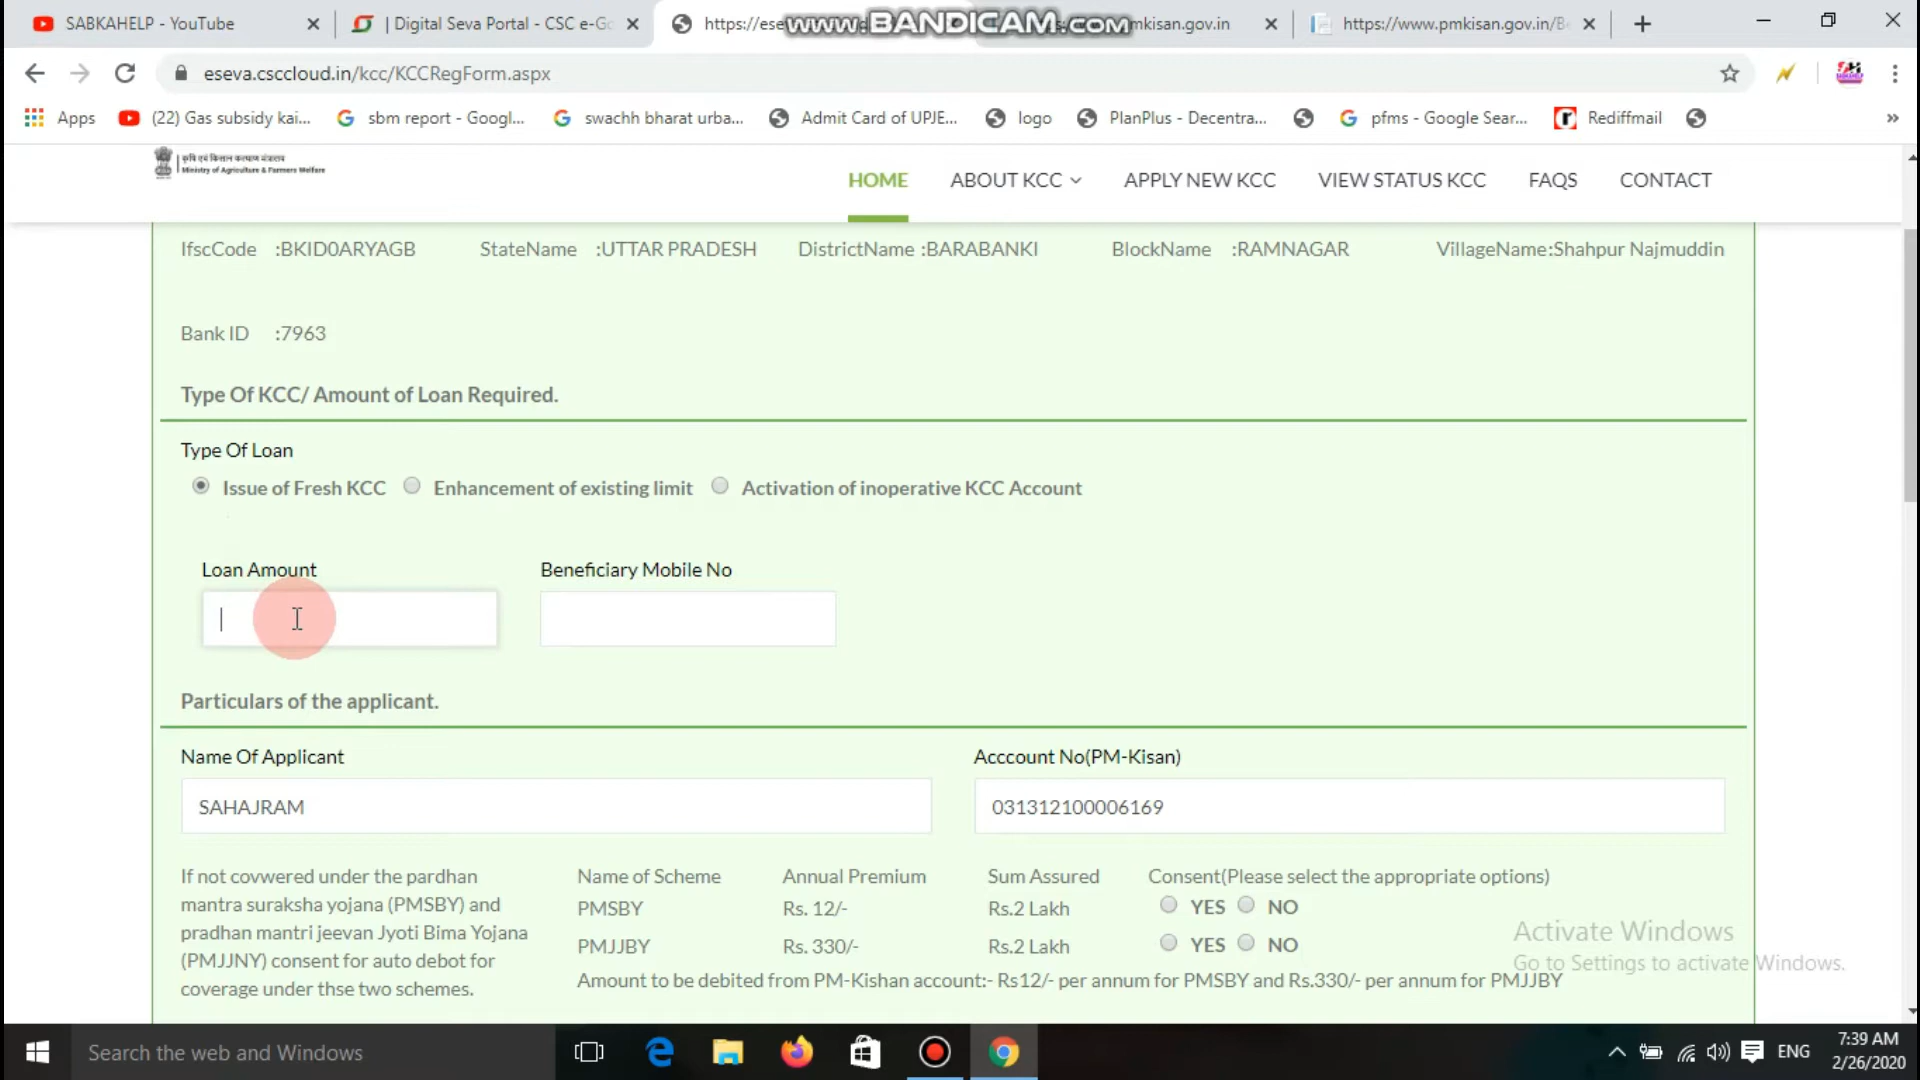 SABKAHELP - YouTube
| Digital Seva Portal - CSC e-Go
https://ese
www.BANDICAM.com
mkisan.gov.in
https://www.pmkisan.gov.in/Be
eseva.csccloud.in/kcc/KCCRegForm.aspx
Apps
(22) Gas subsidy kai...
sbm report - Googl...
swachh bharat urba...
Admit Card of UPJE...
logo
PlanPlus - Decentra...
pfms - Google Sear...
Rediffmail
»
कृषि एवं किसान कल्याण मंत्रालय
Ministry of Agriculture & Farmers Welfare
HOME
ABOUT KCC
APPLY NEW KCC
VIEW STATUS KCC
FAQS
CONTACT
IfscCode :BKID0ARYAGB StateName :UTTAR PRADESH DistrictName :BARABANKI BlockName :RAMNAGAR VillageName:Shahpur Najmuddin
Bank ID :7963
Type Of KCC/ Amount of Loan Required.
Type Of Loan
Issue of Fresh KCC Enhancement of existing limit Activation of inoperative KCC Account
Loan Amount Beneficiary Mobile No
Particulars of the applicant.
Name Of Applicant Acccount No(PM-Kisan)
SAHAJRAM 031312100006169
If not covwered under the pardhan
mantra suraksha yojana (PMSBY) and
pradhan mantri jeevan Jyoti Bima Yojana
(PMJJNY) consent for auto debot for
coverage under thse two schemes.
Name of Scheme Annual Premium Sum Assured Consent(Please select the appropriate options)
PMSBY Rs. 12/- Rs.2 Lakh YES NO
PMJJBY Rs. 330/- Rs.2 Lakh YES NO
Amount to be debited from PM-Kishan account:- Rs12/- per annum for PMSBY and Rs.330/- per annum for PMJJBY
Activate Windows
Go to Settings to activate Windows.
Search the web and Windows
ENG
7:39 AM
2/26/2020